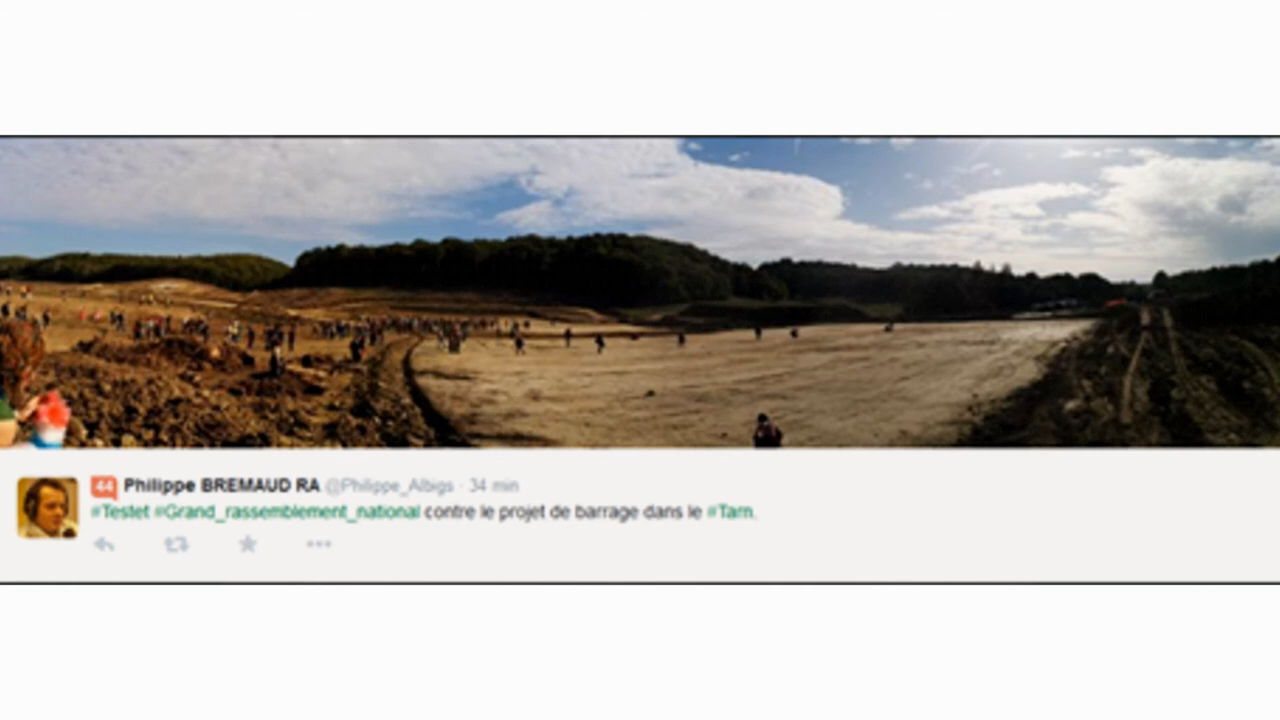 44 Philippe BREMAUD RA @Philippe_Albigs · 34 min
#Testet #Grand_rassemblement_national contre le projet de barrage dans le #Tarn.